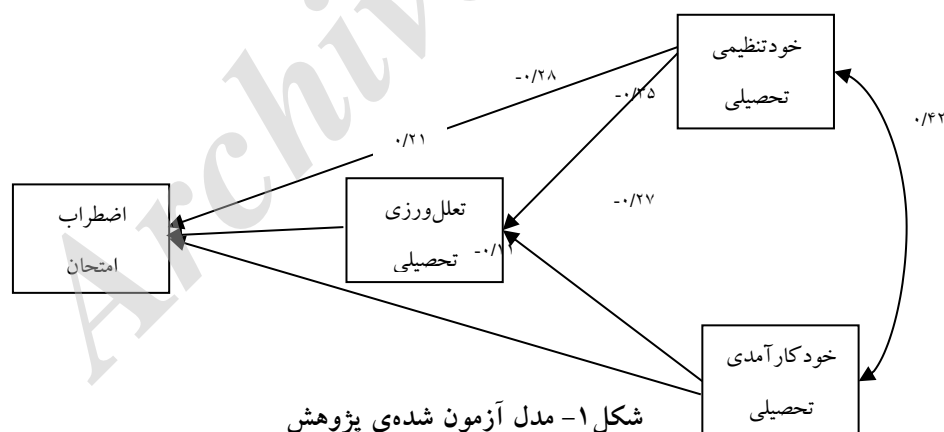 خودتنظیمی
تحصیلی
-۰/۲۸
-۰/۳۵
۰/۴۲
۰/۲۱
تعلل‌ورزی
تحصیلی
-۰/۲۷
اضطراب
امتحان
خودکارآمدی
تحصیلی
شکل۱- مدل آزمون شده‌ی پژوهش